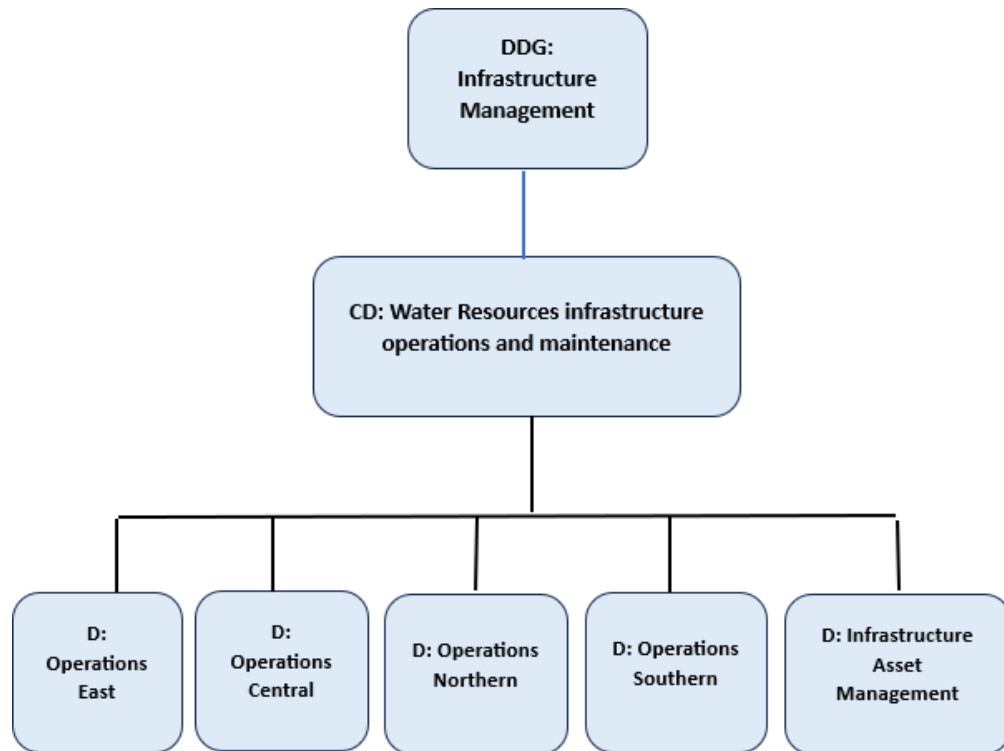 DDG:
Infrastructure
Management
CD: Water Resources infrastructure
operations and maintenance
D:
Operations
East
D:
Operations
Central
D: Operations
Northern
D: Operations
Southern
D: Infrastructure
Asset
Management